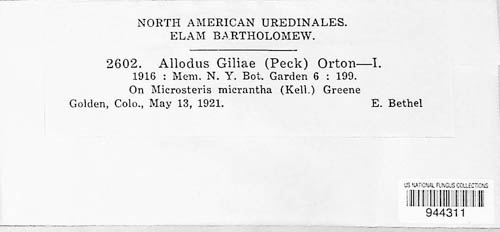 NORTH AMERICAN UREDINALES.
ELAM BARTHOLOMEW.
2602. Allodus Giliae (Peck) Orton—I.
1916 : Mem. N. Y. Bot. Garden 6 : 199.
On Microsteris micrantha (Kell.) Greene
Golden, Colo., May 13, 1921. E. Bethel
US NATIONAL FUNGUS COLLECTIONS
944311